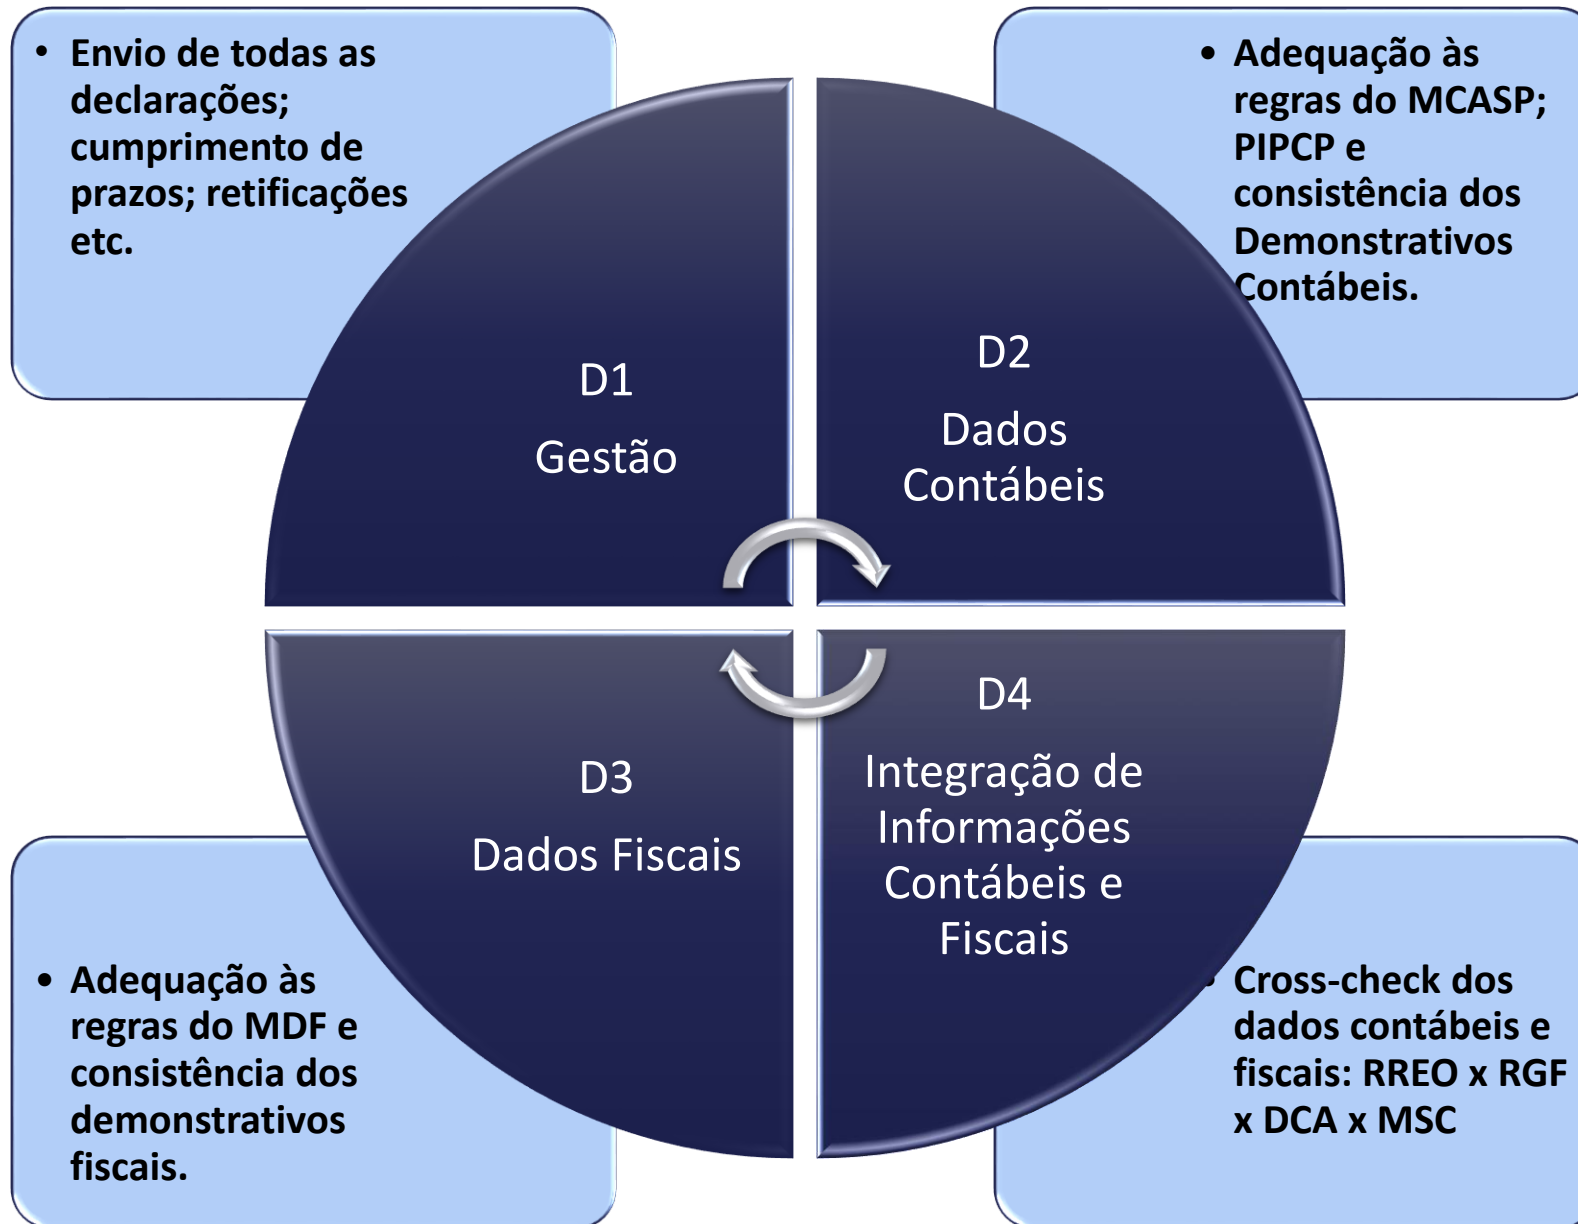 • Envio de todas as
declarações;
cumprimento de
prazos; retificações
etc.
• Adequação às
regras do MCASP;
PIPCP e
consistência dos
Demonstrativos
Contábeis.
D1
Gestão
D2
Dados
Contábeis
D3
Dados Fiscais
D4
Integração de
Informações
Contábeis e
Fiscais
• Adequação às
regras do MDF e
consistência dos
demonstrativos
fiscais.
• Cross-check dos
dados contábeis e
fiscais: RREO x RGF
x DCA x MSC